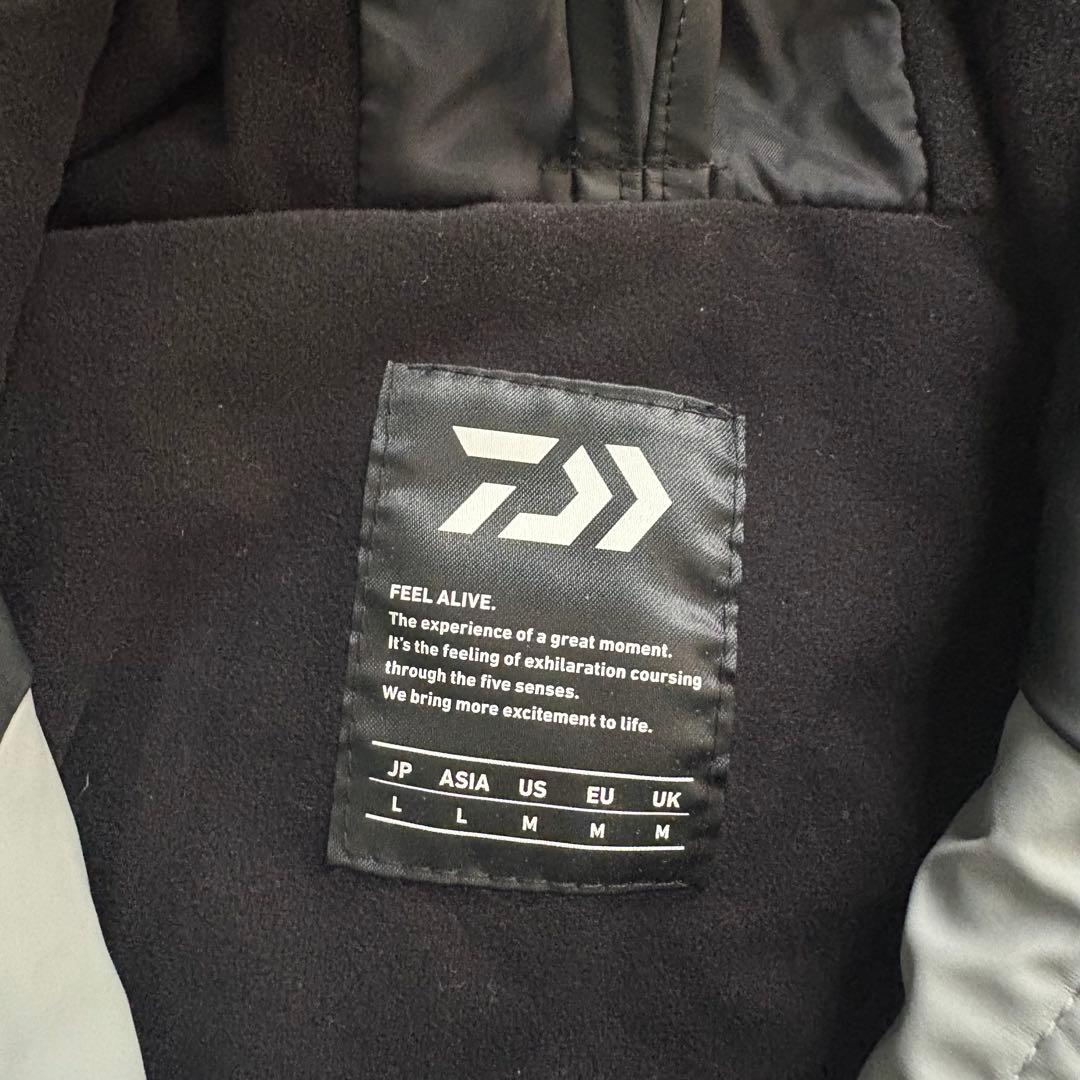 FEEL ALIVE.
The experience of a great moment.
It's the feeling of exhilaration coursing
through the five senses.
We bring more excitement to life.
JP ASIA US EU UK
L L M M M